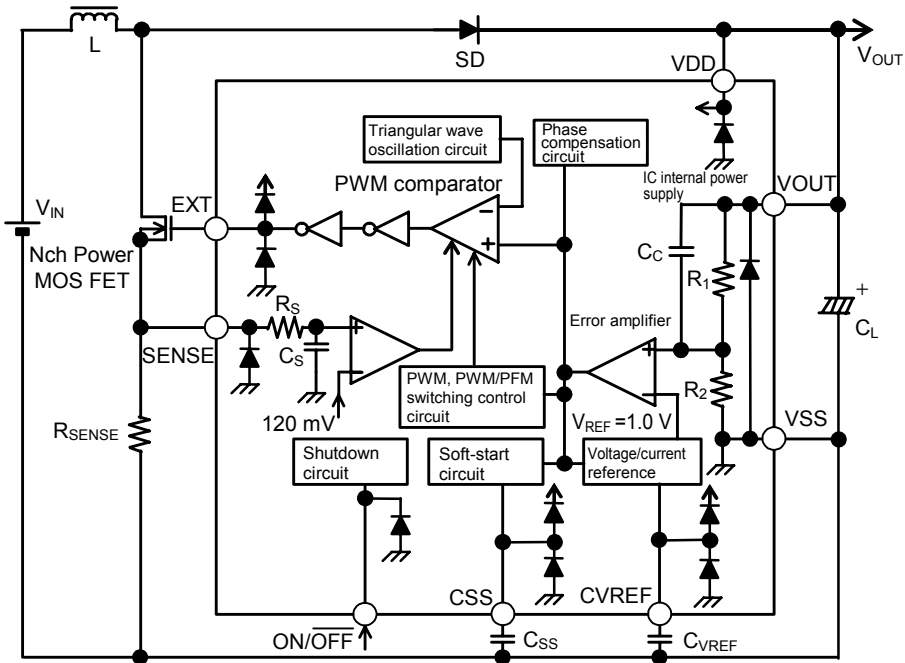 L
SD
VOUT
VDD
Triangular wave
oscillation circuit
Phase
compensation
circuit
IC internal power
supply
VOUT
PWM comparator
VIN
EXT
−
+
CC
R1
Nch Power
MOS FET
RS
Error amplifier
+
CL
SENSE
CS
+
−
+
−
R2
120 mV
PWM, PWM/PFM
switching control
circuit
VREF =1.0 V
VSS
RSENSE
Shutdown
circuit
Soft-start
circuit
Voltage/current
reference
CSS
CVREF
ON/OFF
CSS
CVREF